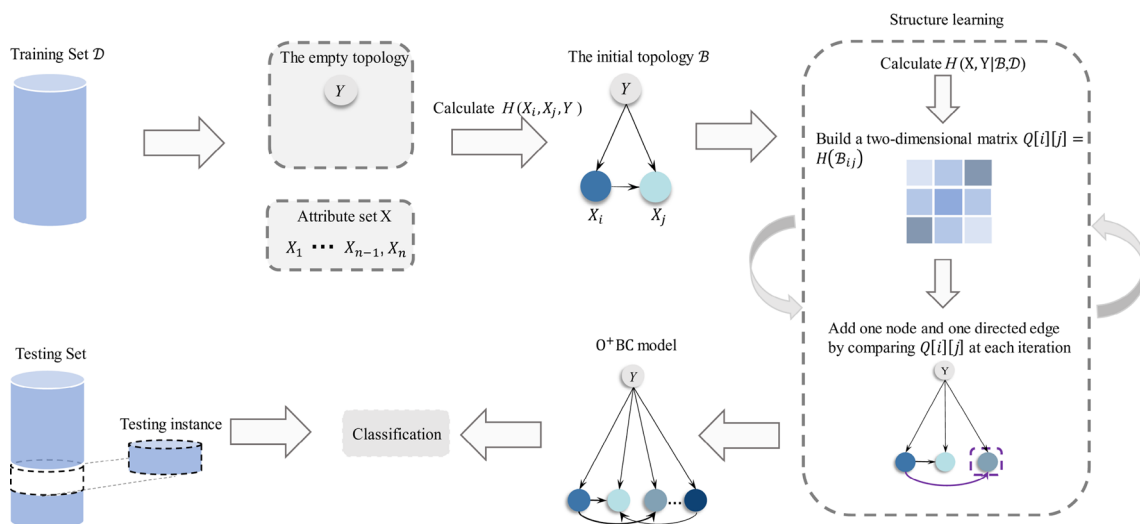 Training Set 𝒟
The empty topology
Y
Attribute set X
X₁ ··· Xₙ₋₁, Xₙ
Calculate H(Xᵢ,Xⱼ,Y )
The initial topology ℬ
Y
Xᵢ
Xⱼ
Structure learning
Calculate H(X, Y|ℬ,𝒟)
Build a two-dimensional matrix Q[i][j] =
H(ℬᵢⱼ)
Add one node and one directed edge
by comparing Q[i][j] at each iteration
Y
O⁺BC model
Y
...
Classification
Testing Set
Testing instance